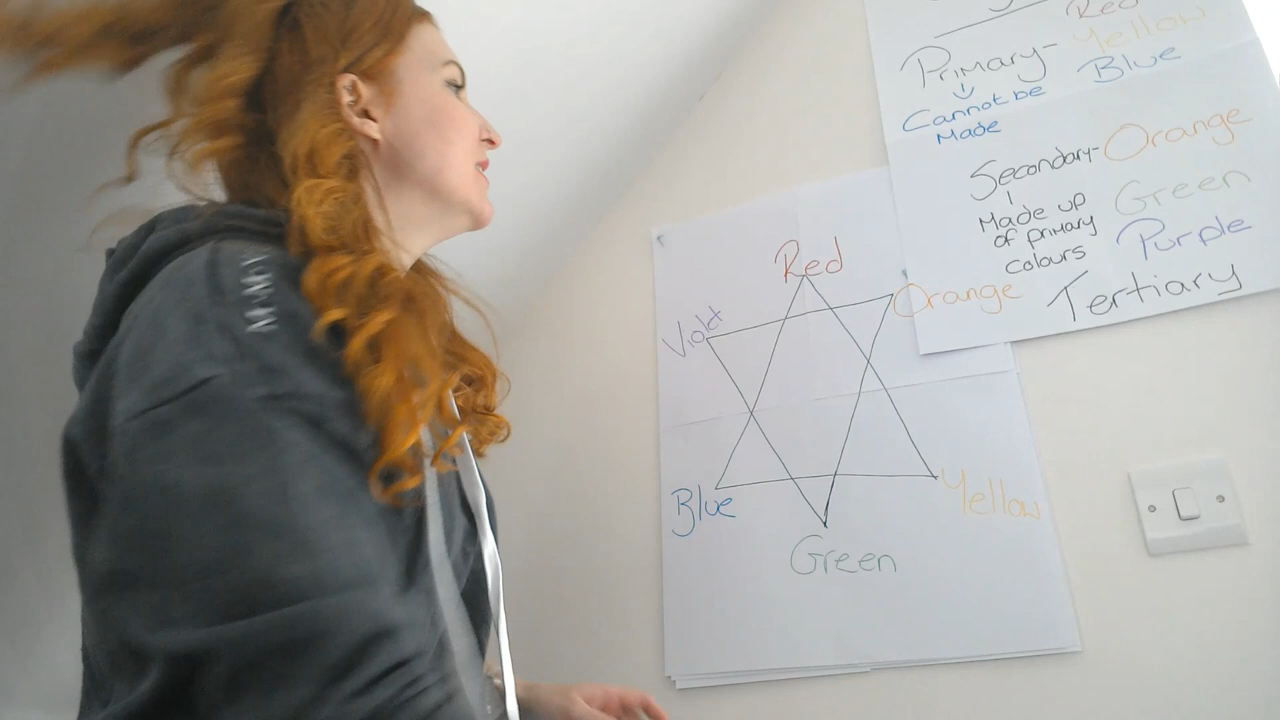 Red
Primary- Yellow
Blue
Cannot be
Made
Secondary- Orange
Made up
of primary
colours
Green
Purple
Tertiary
Red
Orange
Violet
Blue
Yellow
Green